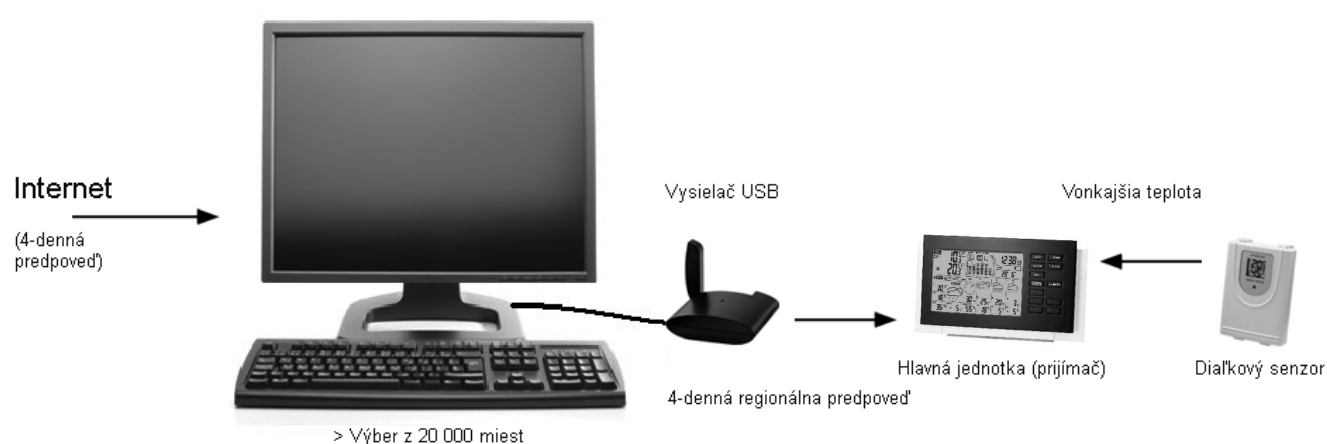 Internet
(4-denná
predpoveď)
Vysielač USB
Vonkajšia teplota
Hlavná jednotka (prijímač)
Diaľkový senzor
4-denná regionálna predpoveď
> Výber z 20 000 miest